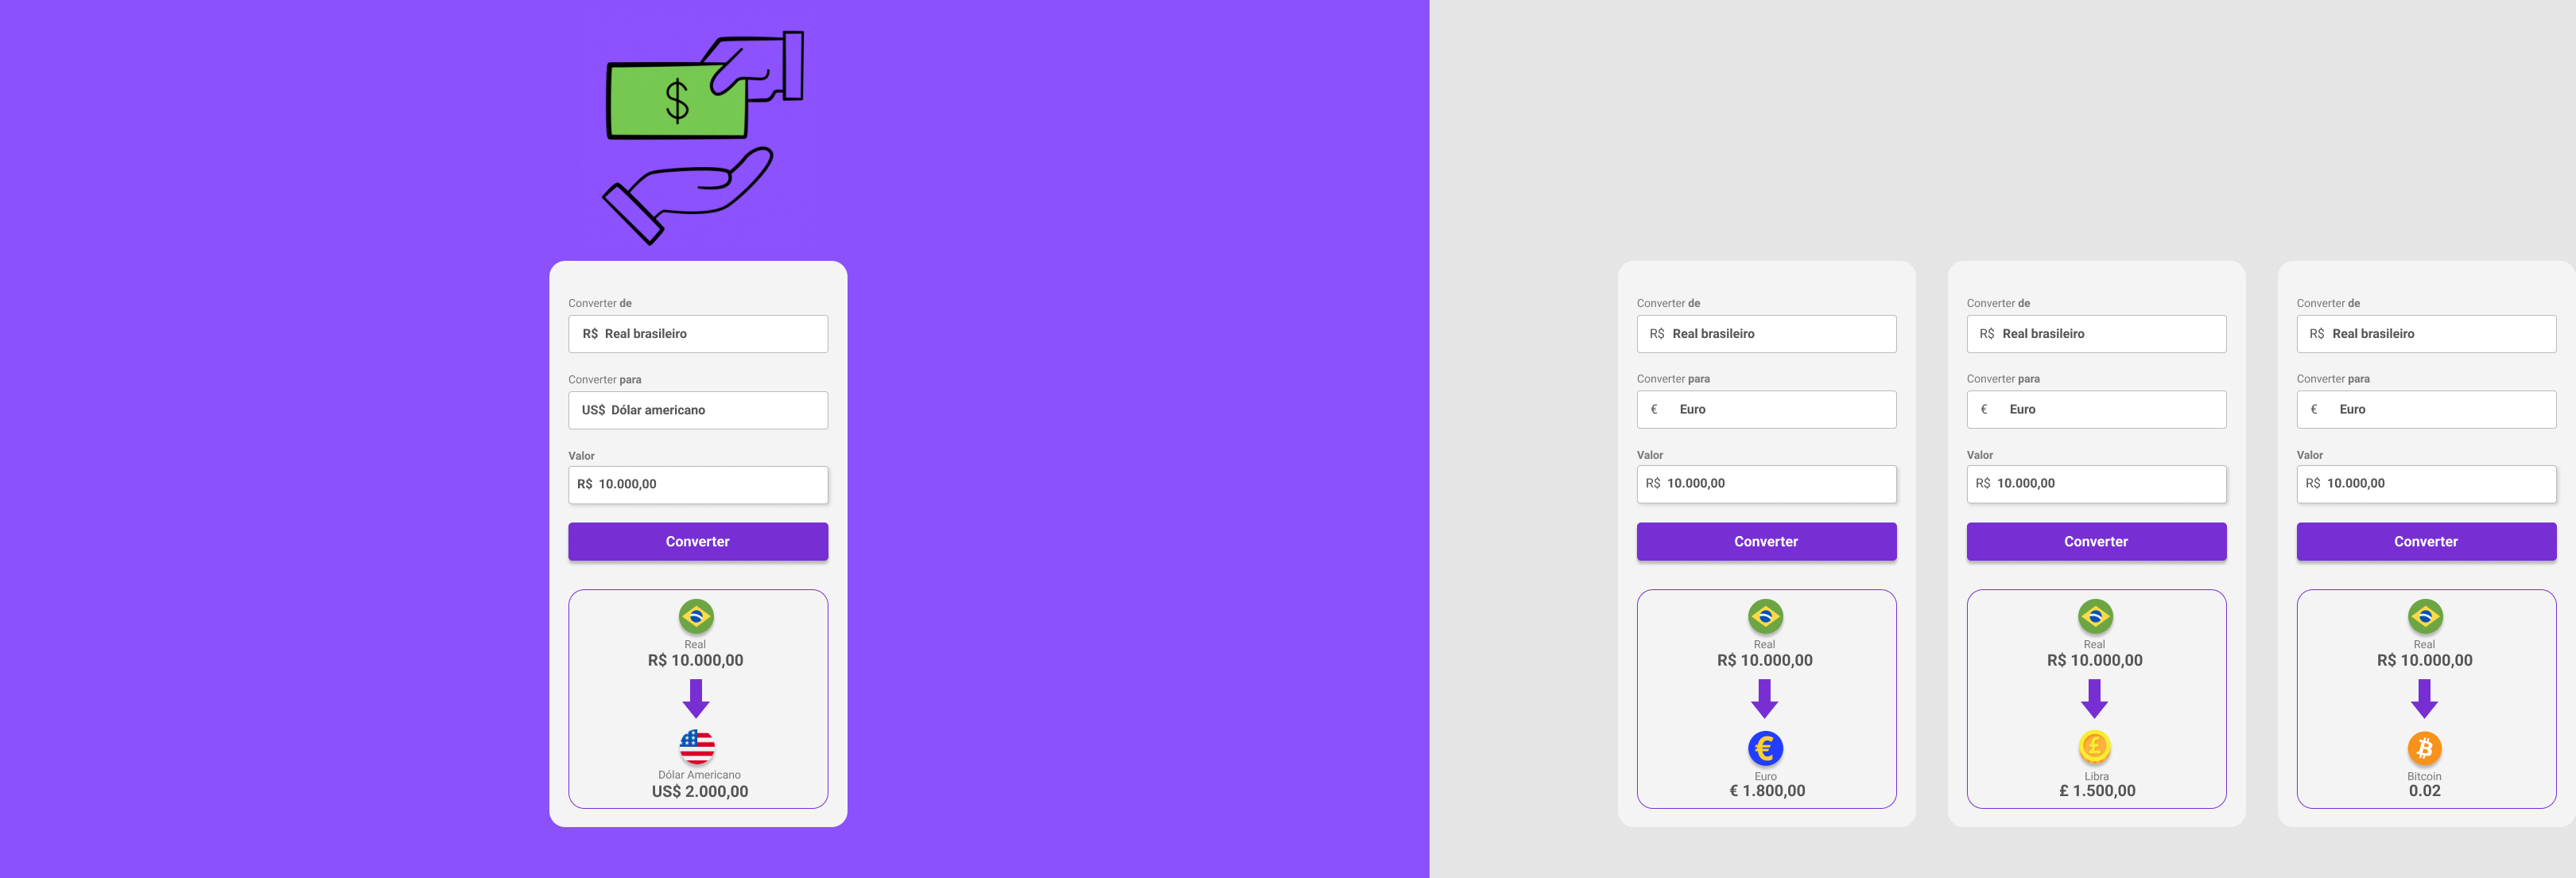 $
Converter de
R$ Real brasileiro
Converter para
US$ Dólar americano
Valor
R$ 10.000,00
Converter
Real
R$ 10.000,00
Dólar Americano
US$ 2.000,00
Converter de
R$ Real brasileiro
Converter para
€ Euro
Valor
R$ 10.000,00
Converter
Real
R$ 10.000,00
€
Euro
€ 1.800,00
Converter de
R$ Real brasileiro
Converter para
€ Euro
Valor
R$ 10.000,00
Converter
Real
R$ 10.000,00
£
Libra
£ 1.500,00
Converter de
R$ Real brasileiro
Converter para
€ Euro
Valor
R$ 10.000,00
Converter
Real
R$ 10.000,00
₿
Bitcoin
0.02